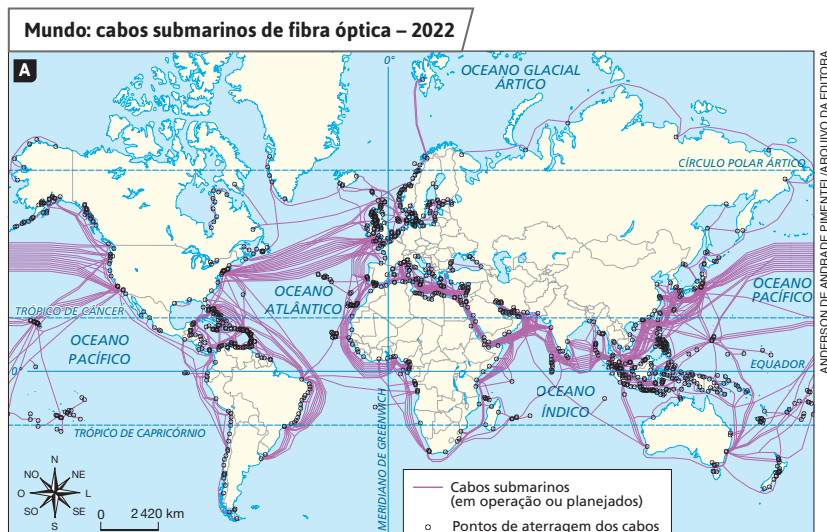 Mundo: cabos submarinos de fibra óptica – 2022
A
0°
OCEANO GLACIAL
ÁRTICO
CÍRCULO POLAR ÁRTICO
OCEANO
ATLÂNTICO
OCEANO
PACÍFICO
TRÓPICO DE CÂNCER
OCEANO
PACÍFICO
EQUADOR
0°
OCEANO
ÍNDICO
TRÓPICO DE CAPRICÓRNIO
MERIDIANO DE GREENWICH
N
NO
NE
O
L
SO
SE
S
0
2 420 km
Cabos submarinos
(em operação ou planejados)
Pontos de aterragem dos cabos
ANDERSON DE ANDRADE PIMENTEL/ARQUIVO DA EDITORA